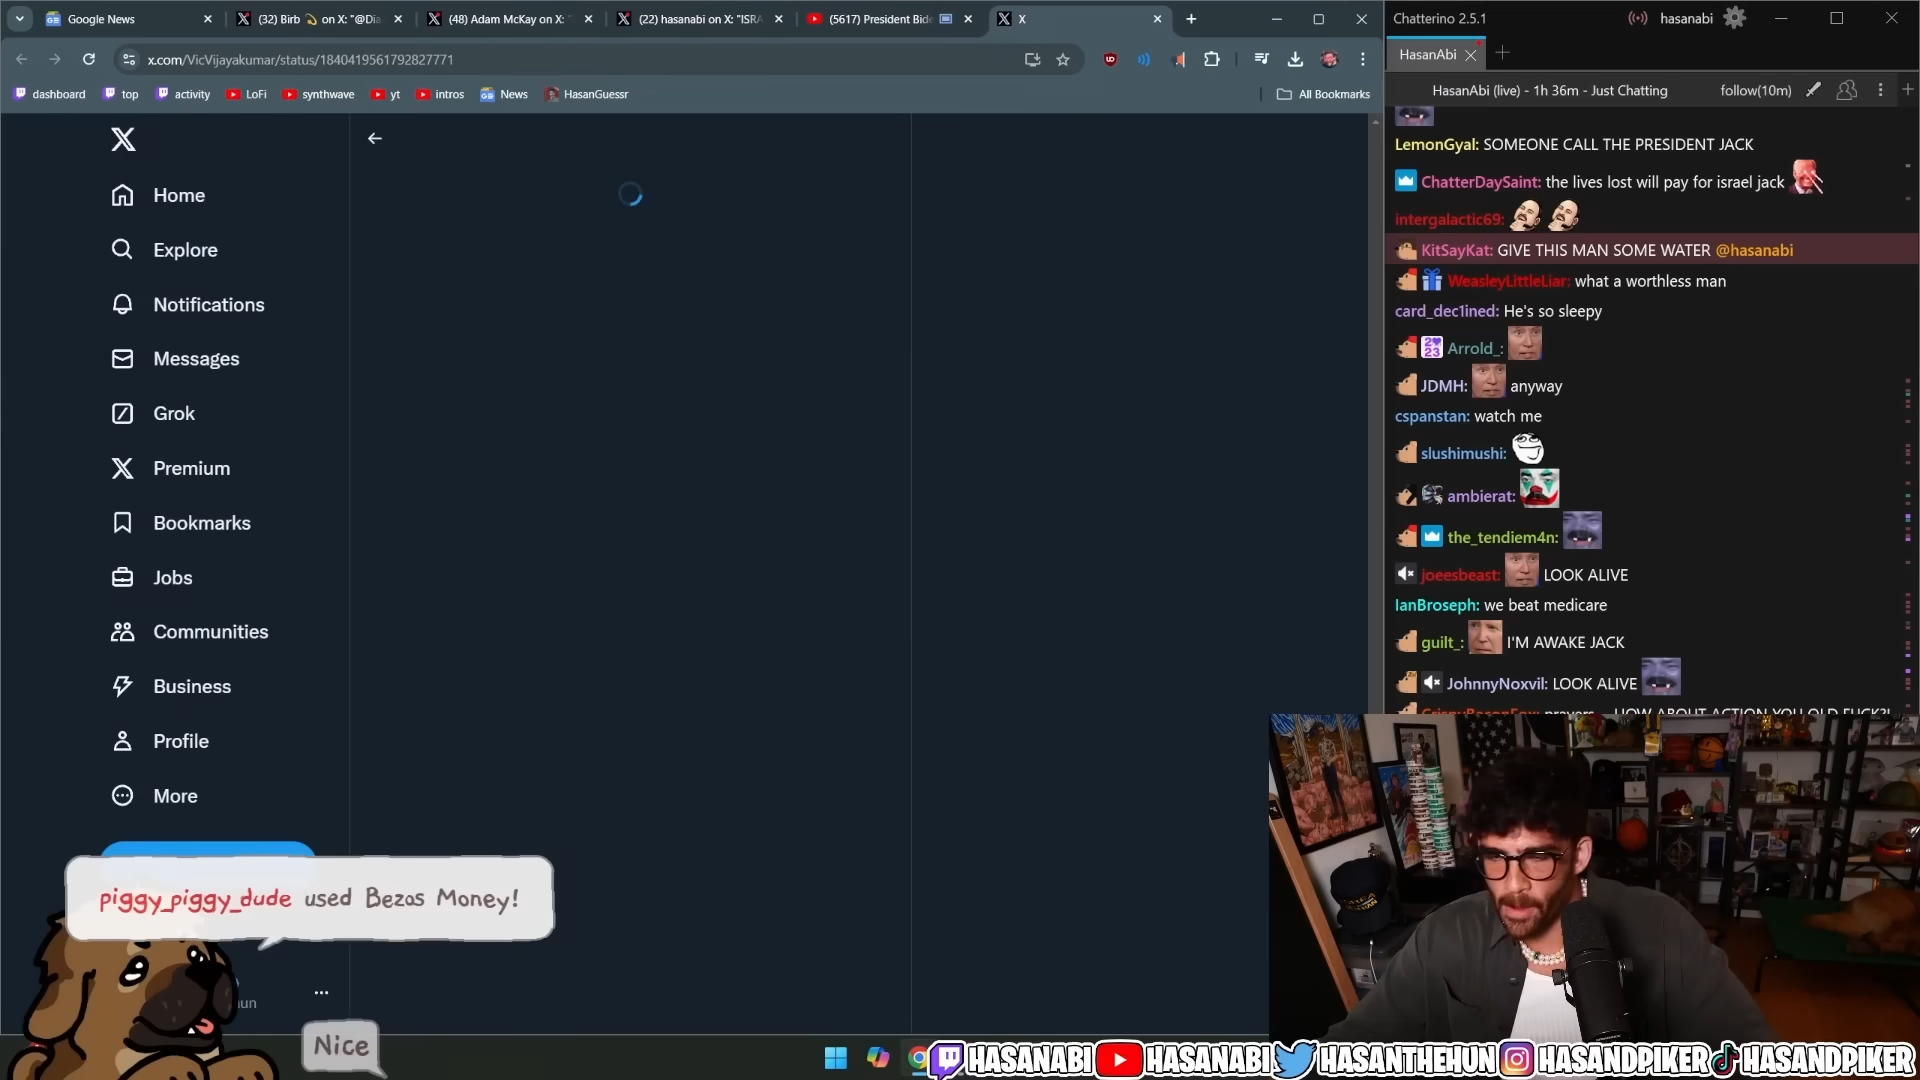 Google News
(32) Birb 💫 on X: "@Dia
(48) Adam McKay on X: "
(22) hasanabi on X: "ISRA
(5617) President Bide
X
x.com/VicVijayakumar/status/1840419561792827771
dashboard
top
activity
LoFi
synthwave
yt
intros
News
HasanGuessr
All Bookmarks
Home
Explore
Notifications
Messages
Grok
Premium
Bookmarks
Jobs
Communities
Business
Profile
More
piggy_piggy_dude used Bezos Money!
Nice
Chatterino 2.5.1
hasanabi
HasanAbi
HasanAbi (live) - 1h 36m - Just Chatting
follow(10m)
LemonGyal: SOMEONE CALL THE PRESIDENT JACK
ChatterDaySaint: the lives lost will pay for israel jack
intergalactic69:
KitSayKat: GIVE THIS MAN SOME WATER @hasanabi
WeasleyLittleLiar: what a worthless man
card_dec1ined: He's so sleepy
Arrold_:
JDMH: anyway
cspanstan: watch me
slushimushi:
ambierat:
the_tendiem4n:
joeesbeast: LOOK ALIVE
IanBroseph: we beat medicare
guilt_: I'M AWAKE JACK
JohnnyNoxvil: LOOK ALIVE
HASANABI
HASANABI
HASANTHEHUN
HASANDPIKER
HASANDPIKER